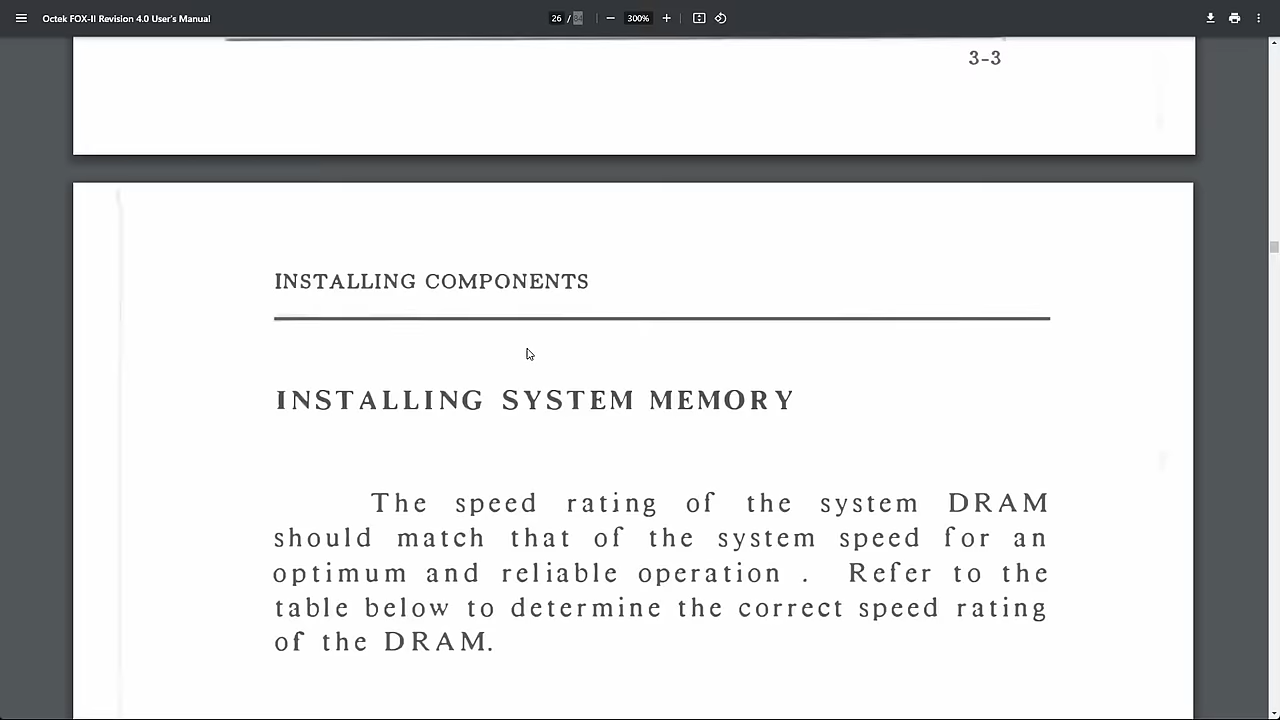 Octek FOX-II Revision 4.0 User's Manual
26 / 84
300%
3-3
INSTALLING COMPONENTS
INSTALLING SYSTEM MEMORY
The speed rating of the system DRAM
should match that of the system speed for an
optimum and reliable operation . Refer to the
table below to determine the correct speed rating
of the DRAM.